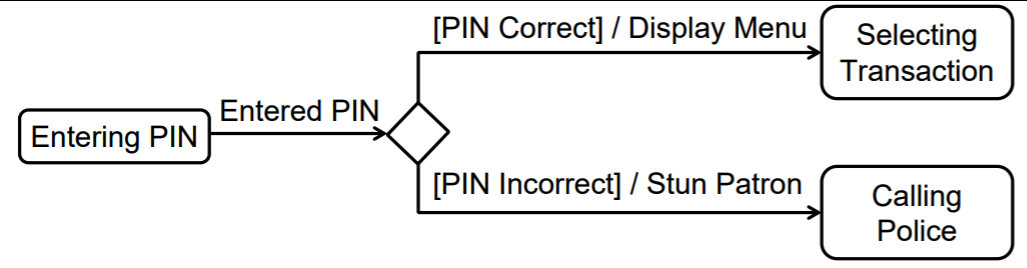 [PIN Correct] / Display Menu
Selecting
Transaction
Entered PIN
Entering PIN
[PIN Incorrect] / Stun Patron
Calling
Police